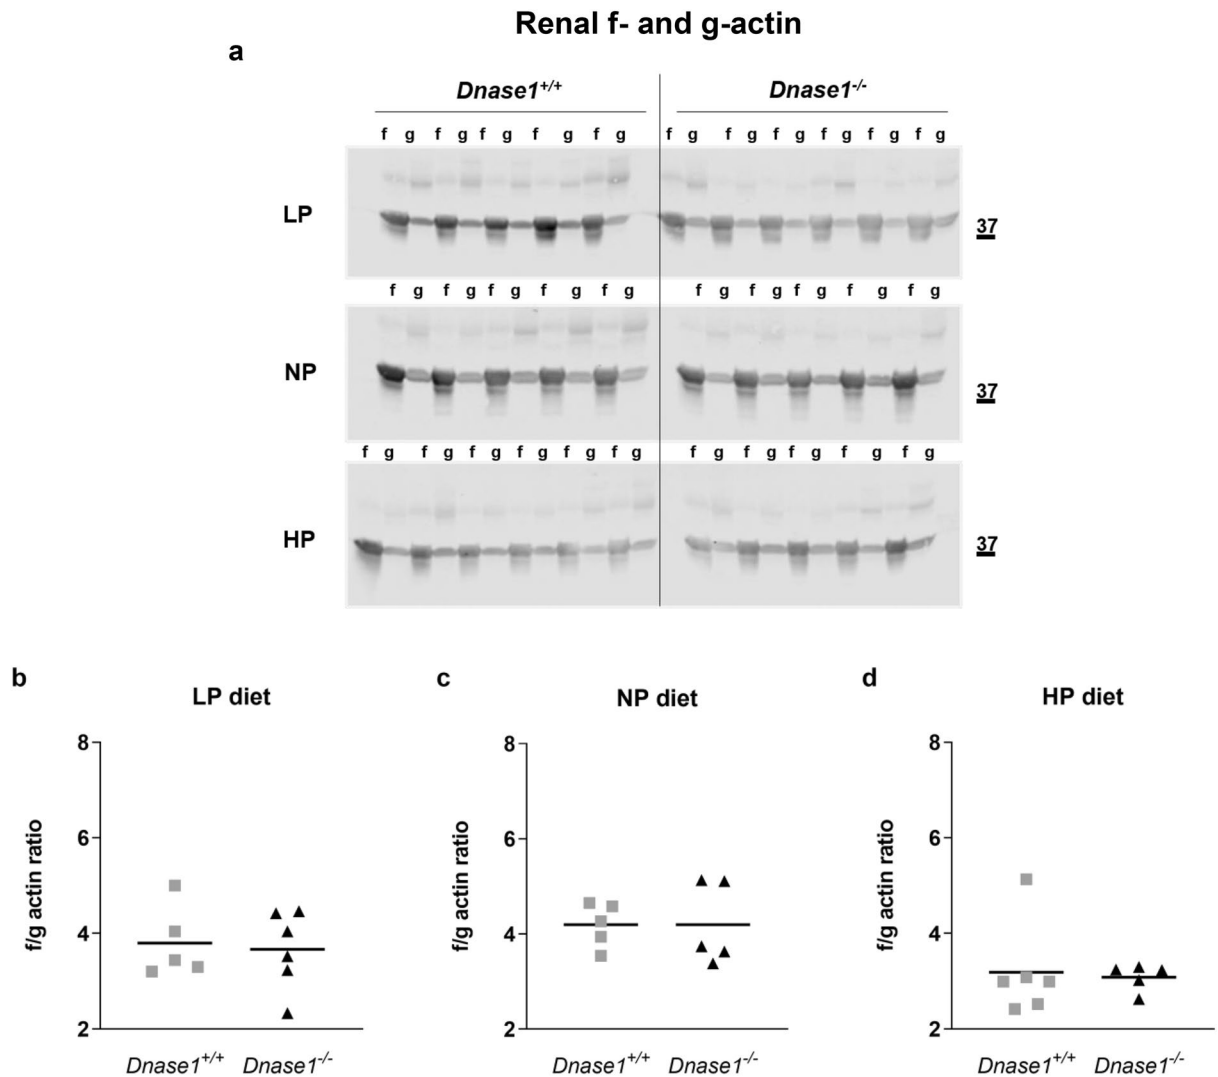 Renal f- and g-actin
a
Dnase1+/+ Dnase1-/-
f g f g f g f g f g f g f g f g f g f g f g
LP 37
f g f g f g f g f g f g f g f g f g f g
NP 37
f g f g f g f g f g f g f g f g f g f g f g
HP 37
b LP diet c NP diet d HP diet
8 8 8
6 6 6
f/g actin ratio f/g actin ratio f/g actin ratio
4 4 4
2 2 2
Dnase1+/+ Dnase1-/- Dnase1+/+ Dnase1-/- Dnase1+/+ Dnase1-/-